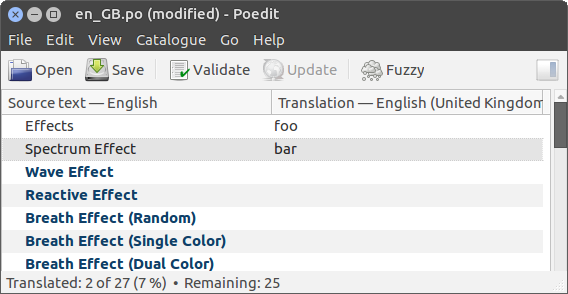 en_GB.po (modified) - Poedit
File Edit View Catalogue Go Help
Open Save Validate Update Fuzzy
Source text — English Translation — English (United Kingdom
Effects foo
Spectrum Effect bar
Wave Effect
Reactive Effect
Breath Effect (Random)
Breath Effect (Single Color)
Breath Effect (Dual Color)
Translated: 2 of 27 (7 %) • Remaining: 25